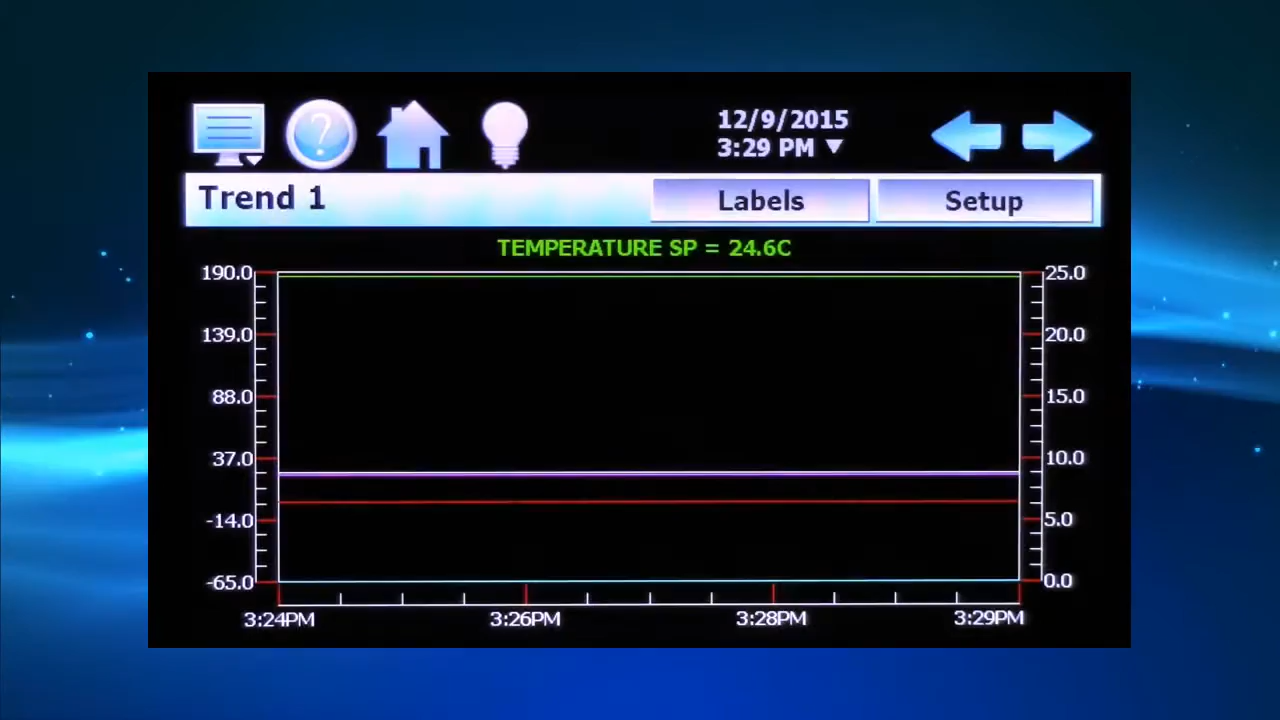 ?
12/9/2015
3:29 PM ▼
Trend 1
Labels
Setup
TEMPERATURE SP = 24.6C
190.0
25.0
139.0
20.0
88.0
15.0
37.0
10.0
-14.0
5.0
-65.0
0.0
3:24PM
3:26PM
3:28PM
3:29PM